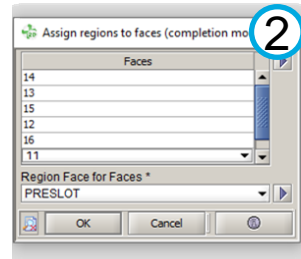 Assign regions to faces (completion mo
2
Faces
14
13
15
12
16
11
Region Face for Faces *
PRESLOT
OK
Cancel